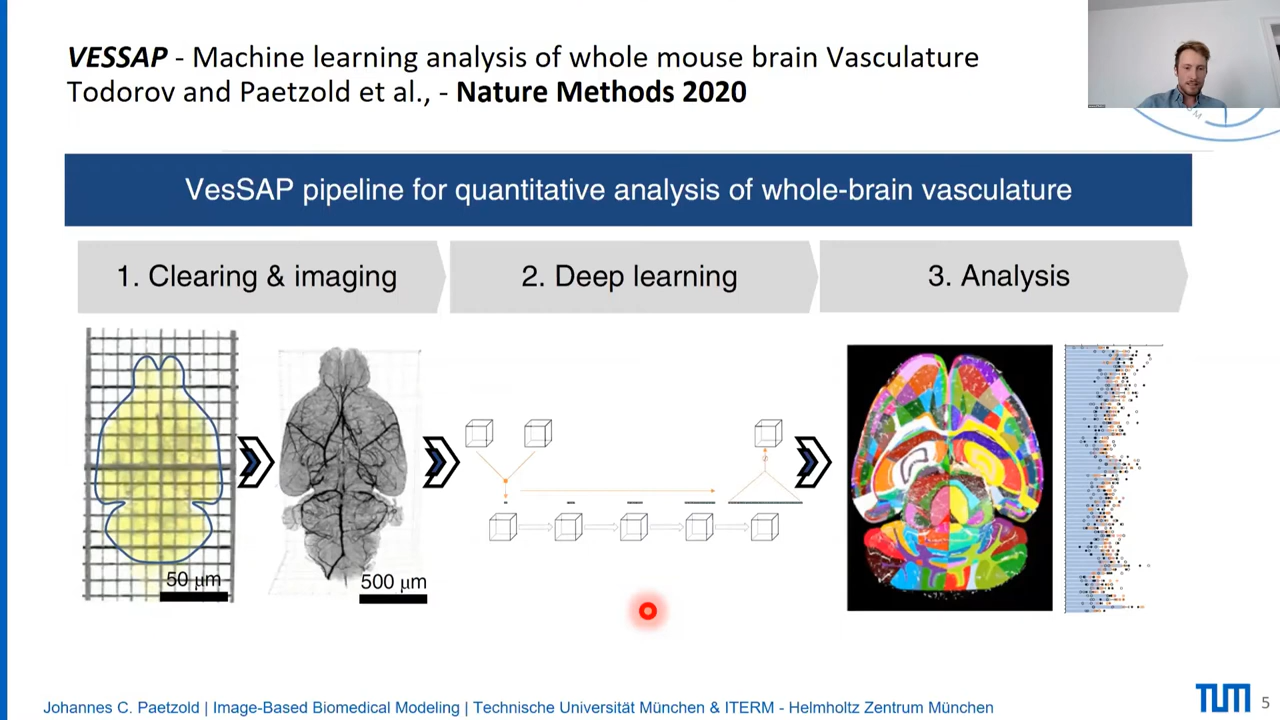 VESSAP - Machine learning analysis of whole mouse brain Vasculature
Todorov and Paetzold et al., - Nature Methods 2020
VesSAP pipeline for quantitative analysis of whole-brain vasculature
1. Clearing & imaging
2. Deep learning
3. Analysis
50 µm
500 µm
Johannes C. Paetzold | Image-Based Biomedical Modeling | Technische Universität München & ITERM - Helmholtz Zentrum München
TUM
5